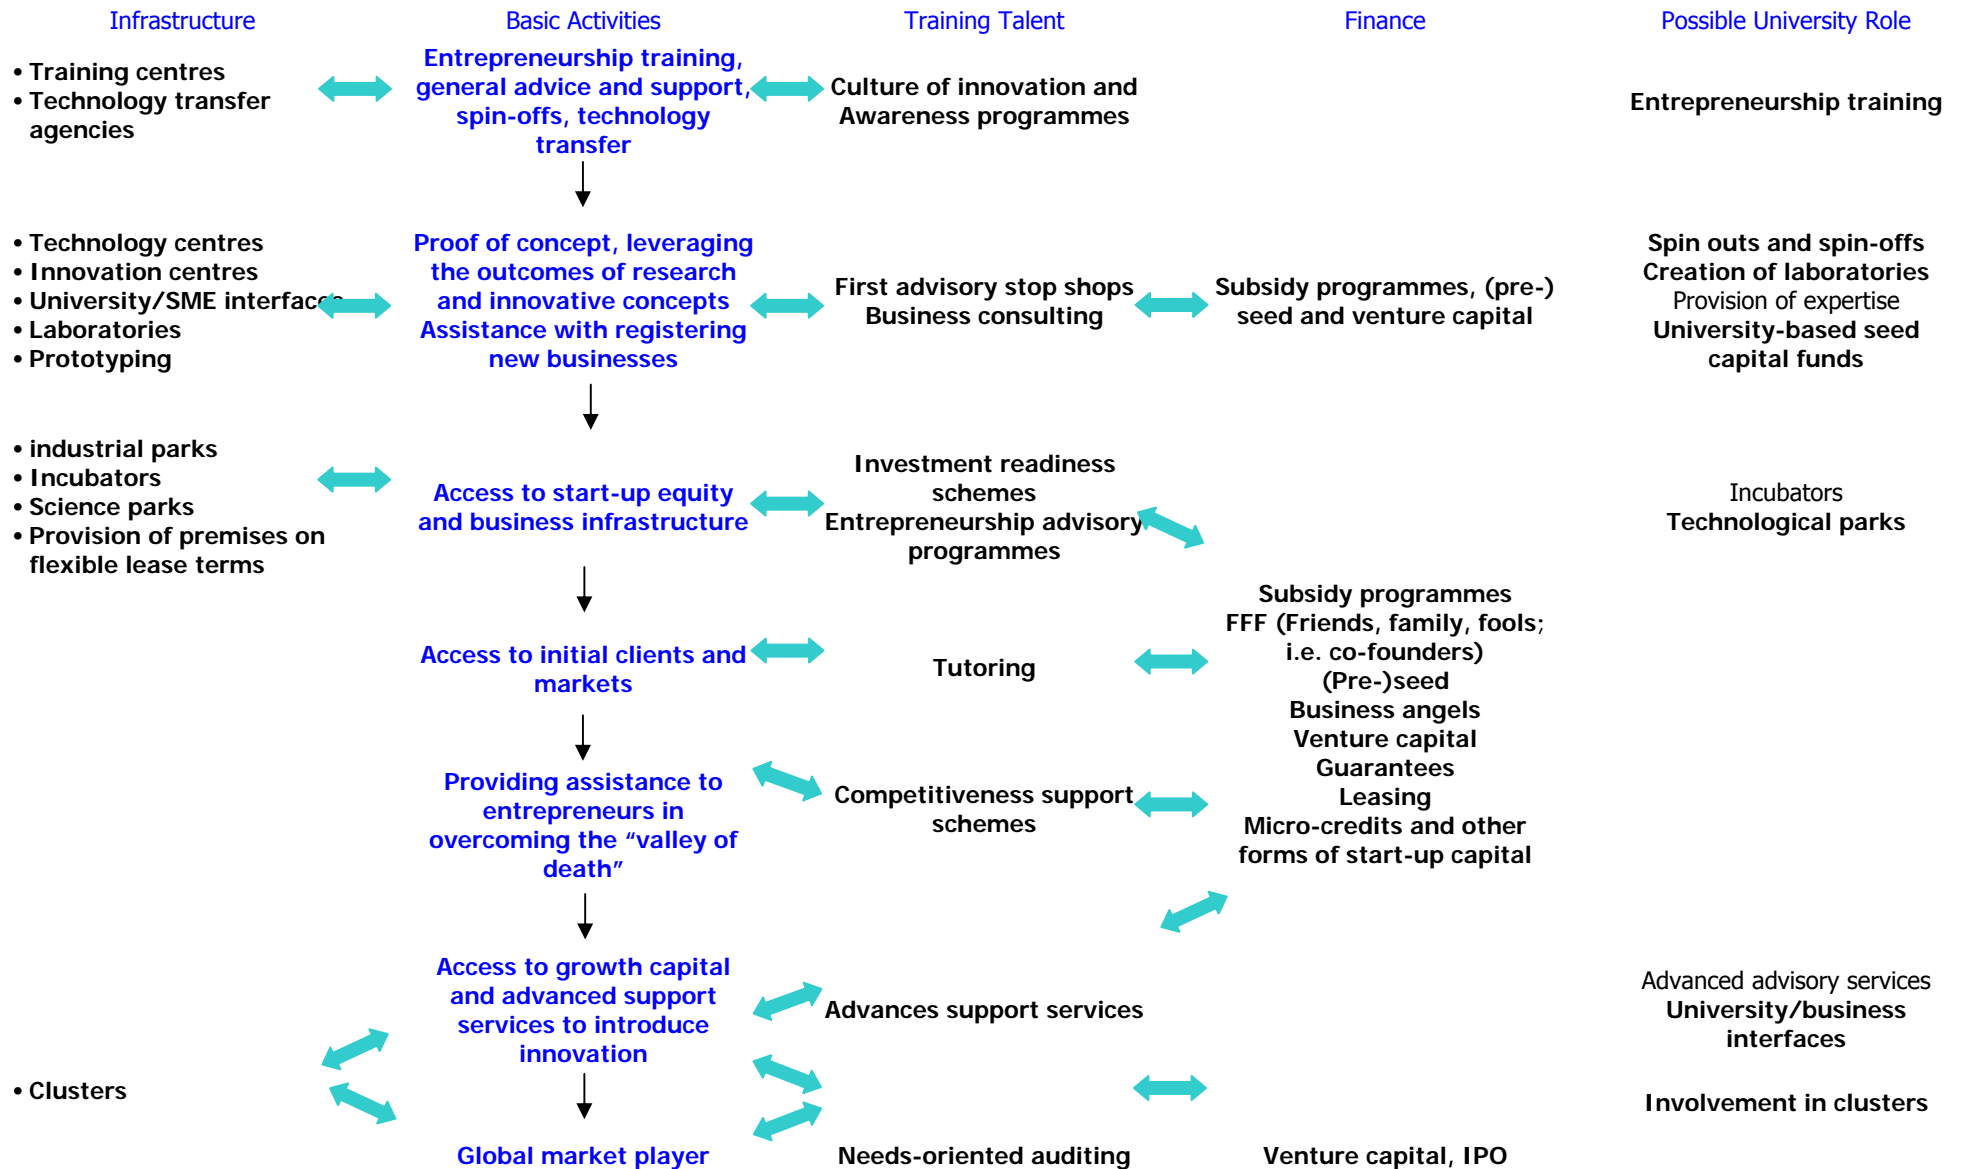 Infrastructure
Basic Activities
Training Talent
Finance
Possible University Role
• Training centres
• Technology transfer
agencies
Entrepreneurship training,
general advice and support,
spin-offs, technology
transfer
Culture of innovation and
Awareness programmes
Entrepreneurship training
• Technology centres
• Innovation centres
• University/SME interfaces
• Laboratories
• Prototyping
Proof of concept, leveraging
the outcomes of research
and innovative concepts
Assistance with registering
new businesses
First advisory stop shops
Business consulting
Subsidy programmes, (pre-)
seed and venture capital
Spin outs and spin-offs
Creation of laboratories
Provision of expertise
University-based seed
capital funds
• industrial parks
• Incubators
• Science parks
• Provision of premises on
flexible lease terms
Access to start-up equity
and business infrastructure
Investment readiness
schemes
Entrepreneurship advisory
programmes
Incubators
Technological parks
Access to initial clients and
markets
Tutoring
Subsidy programmes
FFF (Friends, family, fools;
i.e. co-founders)
(Pre-)seed
Business angels
Venture capital
Guarantees
Leasing
Micro-credits and other
forms of start-up capital
Providing assistance to
entrepreneurs in
overcoming the “valley of
death”
Competitiveness support
schemes
Access to growth capital
and advanced support
services to introduce
innovation
Advances support services
Advanced advisory services
University/business
interfaces
• Clusters
Involvement in clusters
Global market player
Needs-oriented auditing
Venture capital, IPO